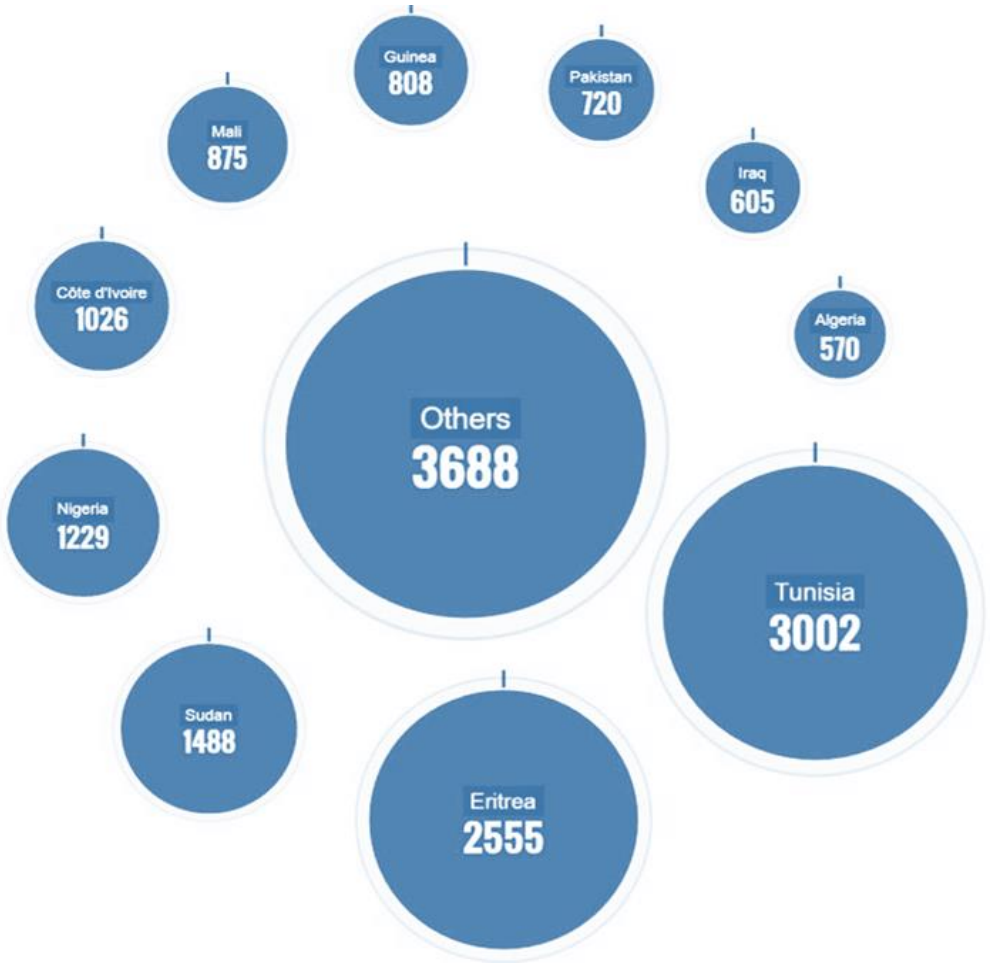 Guinea
808
Pakistan
720
Mali
875
Iraq
605
Côte d'Ivoire
1026
Algeria
570
Others
3688
Nigeria
1229
Tunisia
3002
Sudan
1488
Eritrea
2555